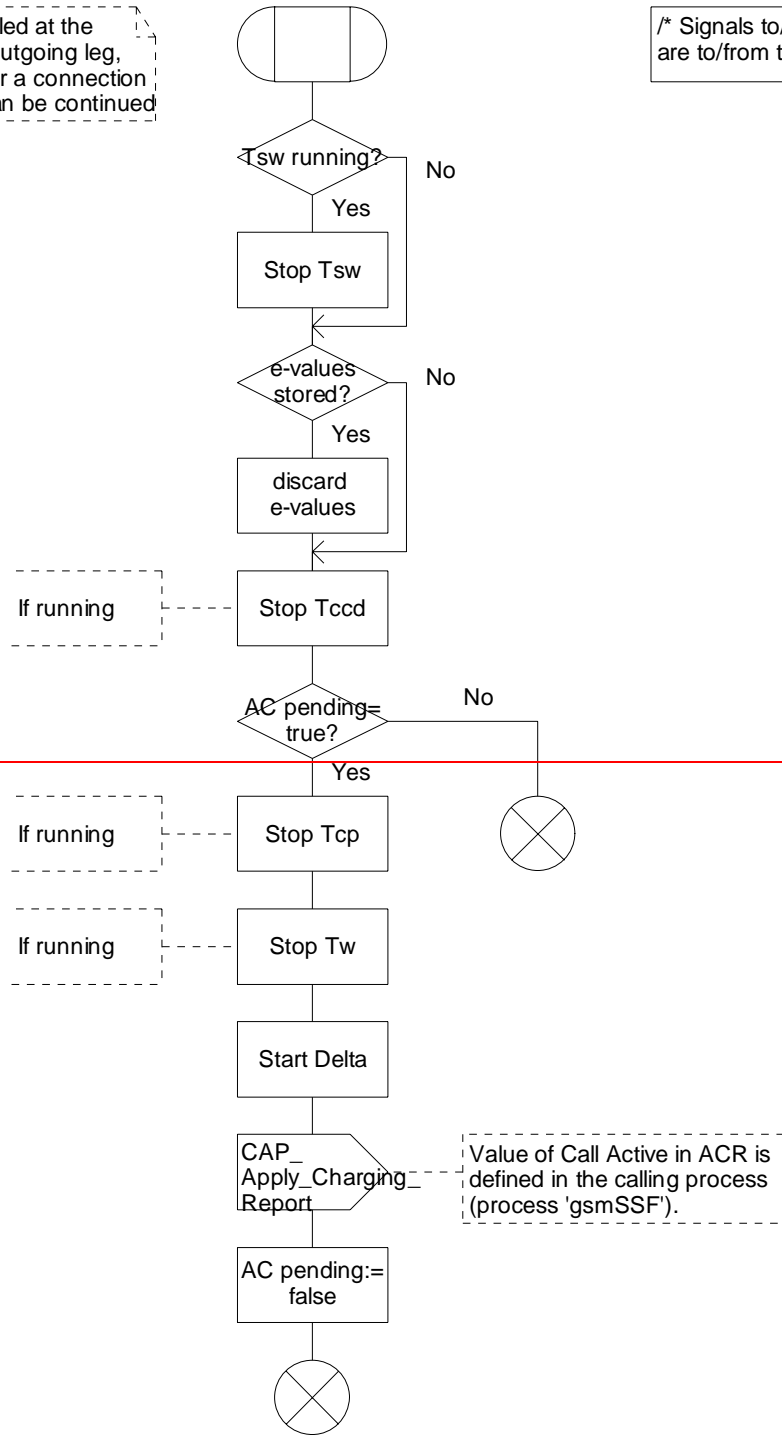 led at the
utgoing leg,
r a connection
n be continued
/* Signals to/
are to/from t
Tsw running?
No
Yes
Stop Tsw
e-values
stored?
No
Yes
discard
e-values
If running
Stop Tccd
AC pending=
true?
No
Yes
If running
Stop Tcp
If running
Stop Tw
Start Delta
CAP_
Apply_Charging_
Report
Value of Call Active in ACR is
defined in the calling process
(process 'gsmSSF').
AC pending:=
false